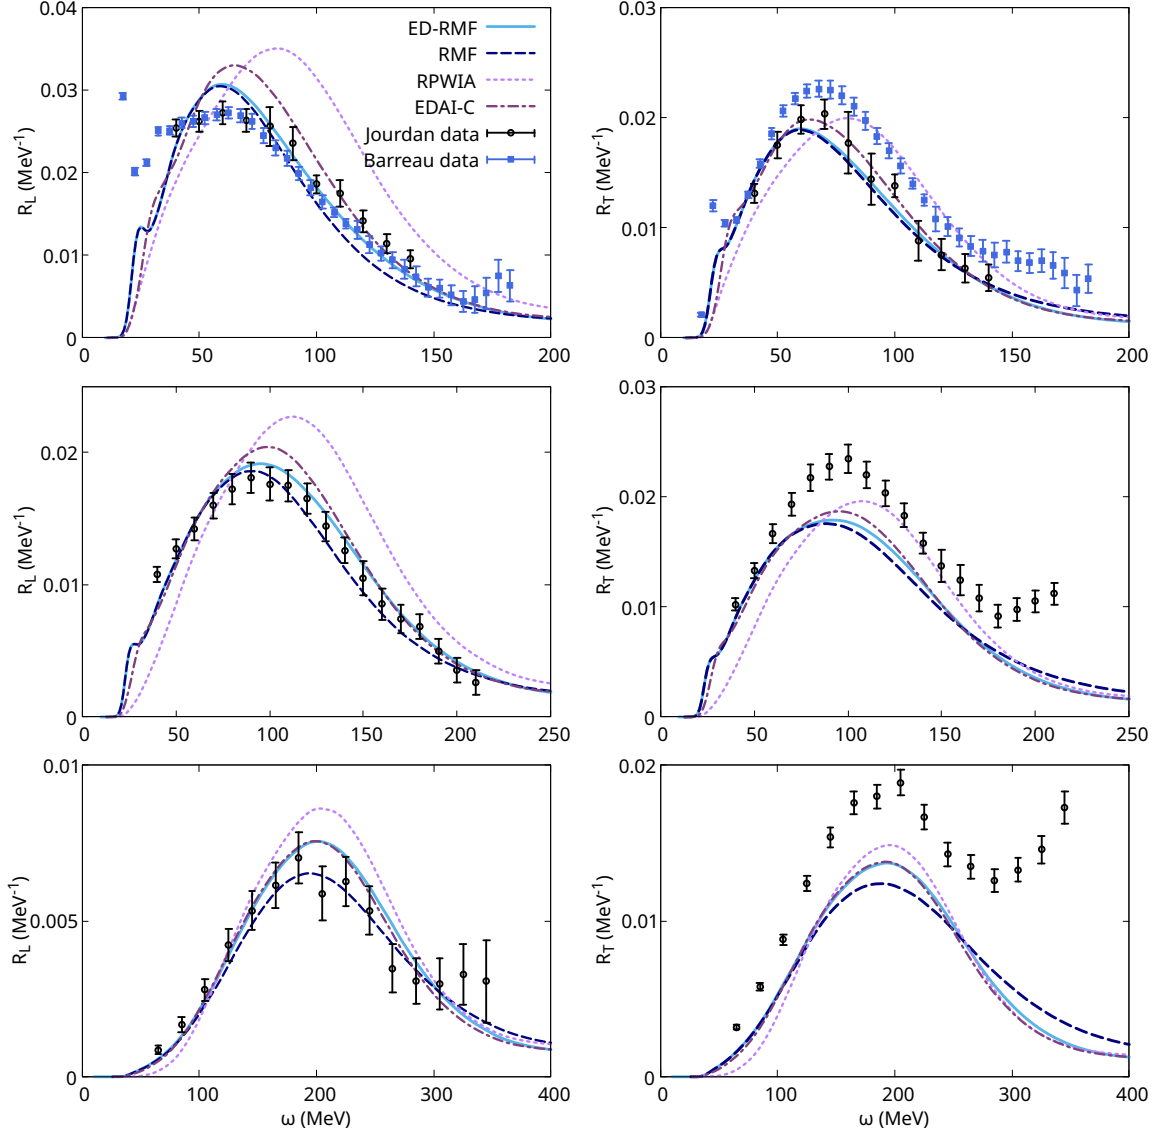 0.04
0.03
0.02
0.01
0
R_L (MeV^-1)
0 50 100 150 200
ED-RMF
RMF
RPWIA
EDAI-C
Jourdan data
Barreau data
0.03
0.02
0.01
0
R_T (MeV^-1)
0 50 100 150 200
0.02
0.01
0
R_L (MeV^-1)
0 50 100 150 200 250
0.03
0.02
0.01
0
R_T (MeV^-1)
0 50 100 150 200 250
0.01
0.005
0
R_L (MeV^-1)
0 100 200 300 400
ω (MeV)
0.02
0.01
0
R_T (MeV^-1)
0 100 200 300 400
ω (MeV)